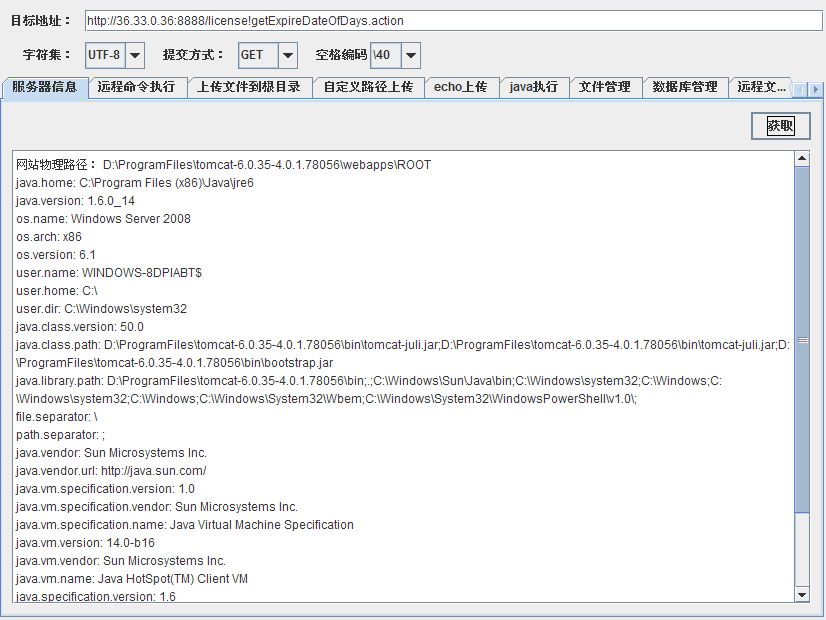 目标地址： http://36.33.0.36:8888/license!getExpireDateOfDays.action
字符集： UTF-8 提交方式： GET 空格编码 \40
服务器信息 远程命令执行 上传文件到根目录 自定义路径上传 echo上传 java执行 文件管理 数据库管理 远程文...
获取
网站物理路径： D:\ProgramFiles\tomcat-6.0.35-4.0.1.78056\webapps\ROOT
java.home: C:\Program Files (x86)\Java\jre6
java.version: 1.6.0_14
os.name: Windows Server 2008
os.arch: x86
os.version: 6.1
user.name: WINDOWS-8DPIABT$
user.home: C:\
user.dir: C:\Windows\system32
java.class.version: 50.0
java.class.path: D:\ProgramFiles\tomcat-6.0.35-4.0.1.78056\bin\tomcat-juli.jar;D:\ProgramFiles\tomcat-6.0.35-4.0.1.78056\bin\tomcat-juli.jar;D:
\ProgramFiles\tomcat-6.0.35-4.0.1.78056\bin\bootstrap.jar
java.library.path: D:\ProgramFiles\tomcat-6.0.35-4.0.1.78056\bin;.;C:\Windows\Sun\Java\bin;C:\Windows\system32;C:\Windows;C:
\Windows\system32;C:\Windows;C:\Windows\System32\Wbem;C:\Windows\System32\WindowsPowerShell\v1.0\;
file.separator: \
path.separator: ;
java.vendor: Sun Microsystems Inc.
java.vendor.url: http://java.sun.com/
java.vm.specification.version: 1.0
java.vm.specification.vendor: Sun Microsystems Inc.
java.vm.specification.name: Java Virtual Machine Specification
java.vm.version: 14.0-b16
java.vm.vendor: Sun Microsystems Inc.
java.vm.name: Java HotSpot(TM) Client VM
java.specification.version: 1.6